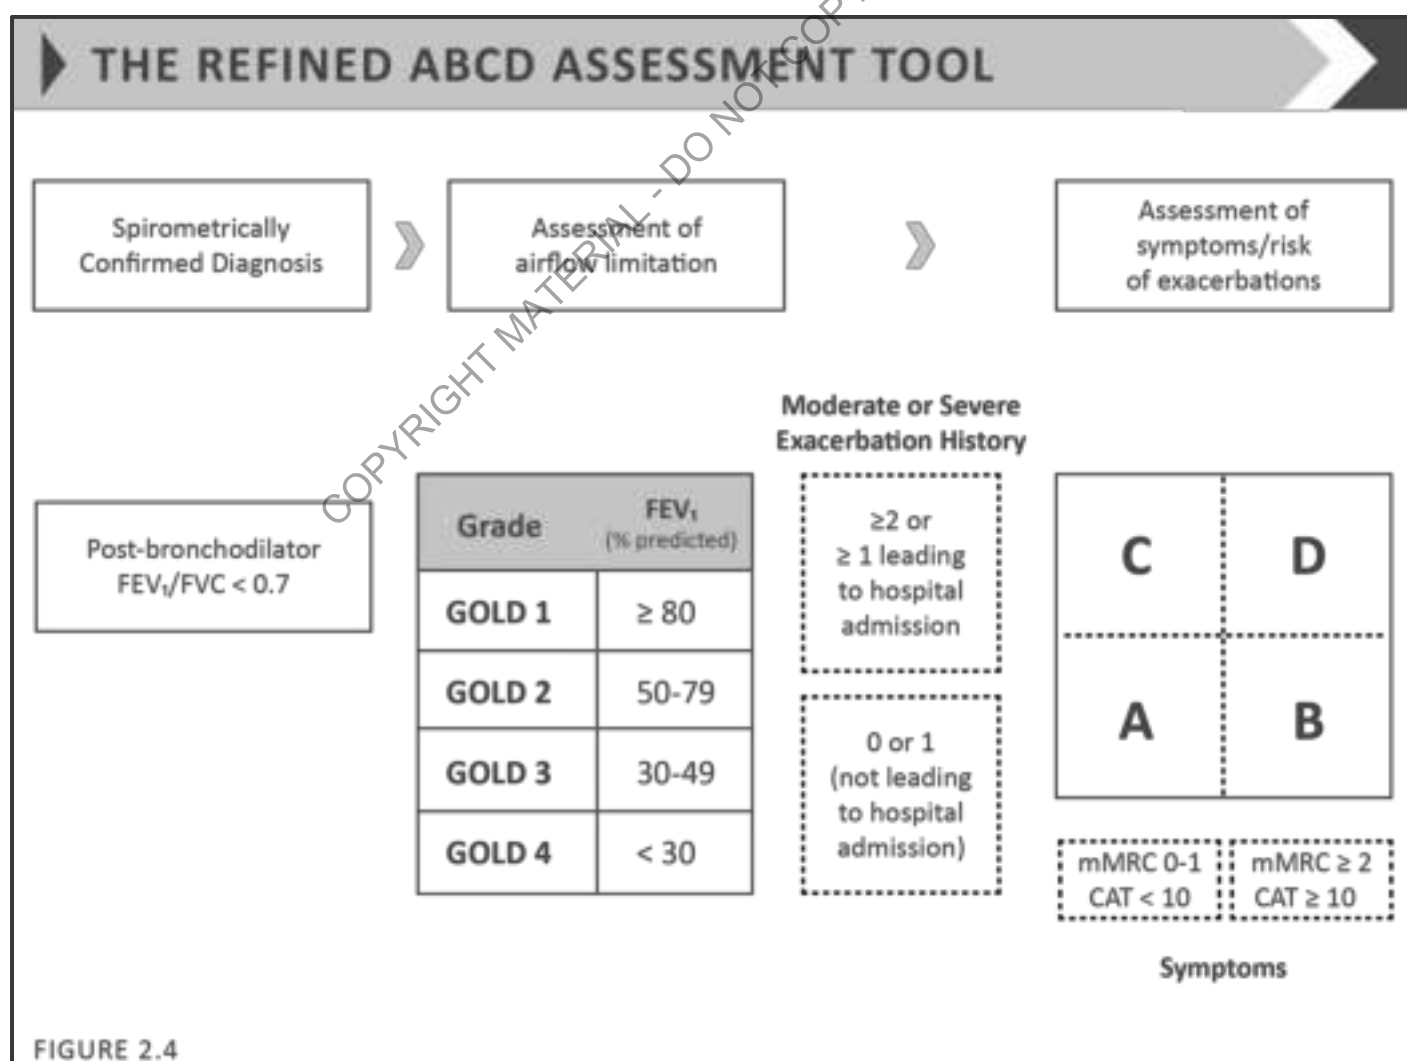 THE REFINED ABCD ASSESSMENT TOOL
COPYRIGHT MATERIAL - DO NOT COPY
Spirometrically
Confirmed Diagnosis
Assessment of
airflow limitation
Assessment of
symptoms/risk
of exacerbations
Moderate or Severe
Exacerbation History
Post-bronchodilator
FEV₁/FVC < 0.7
Grade FEV₁
(% predicted)
GOLD 1 ≥ 80
GOLD 2 50-79
GOLD 3 30-49
GOLD 4 < 30
≥2 or
≥ 1 leading
to hospital
admission
0 or 1
(not leading
to hospital
admission)
C D
A B
mMRC 0-1 mMRC ≥ 2
CAT < 10 CAT ≥ 10
Symptoms
FIGURE 2.4